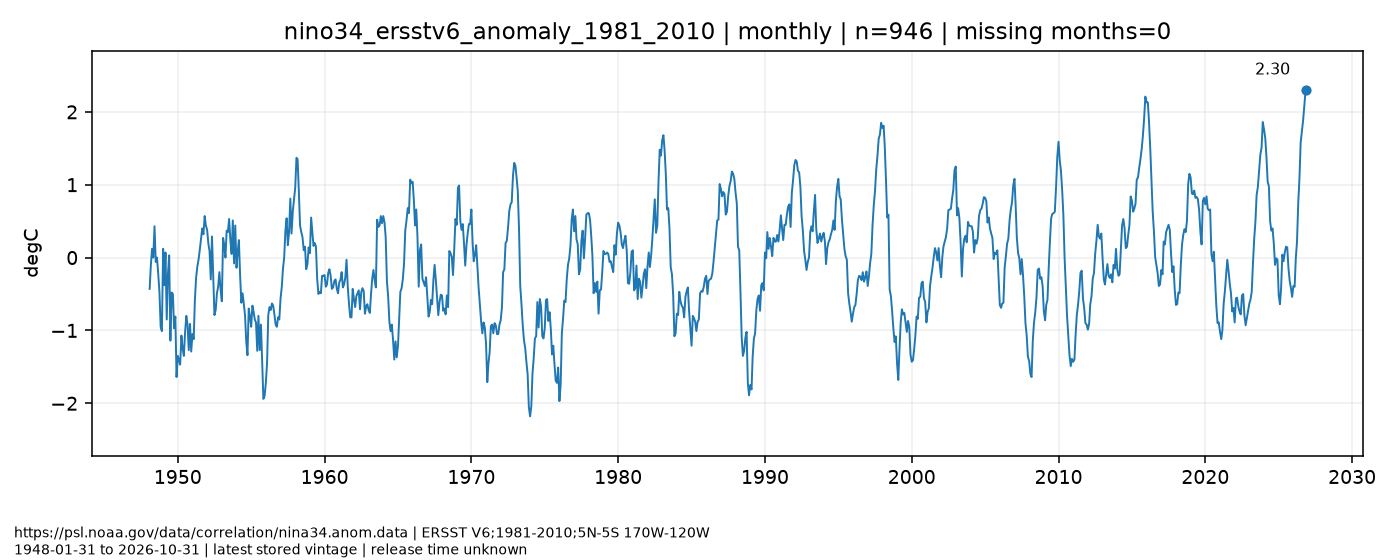 nino34_ersstv6_anomaly_1981_2010 | monthly | n=946 | missing months=0
2.30
degC
2
1
0
−1
−2
1950 1960 1970 1980 1990 2000 2010 2020 2030
https://psl.noaa.gov/data/correlation/nina34.anom.data | ERSST V6;1981-2010;5N-5S 170W-120W
1948-01-31 to 2026-10-31 | latest stored vintage | release time unknown